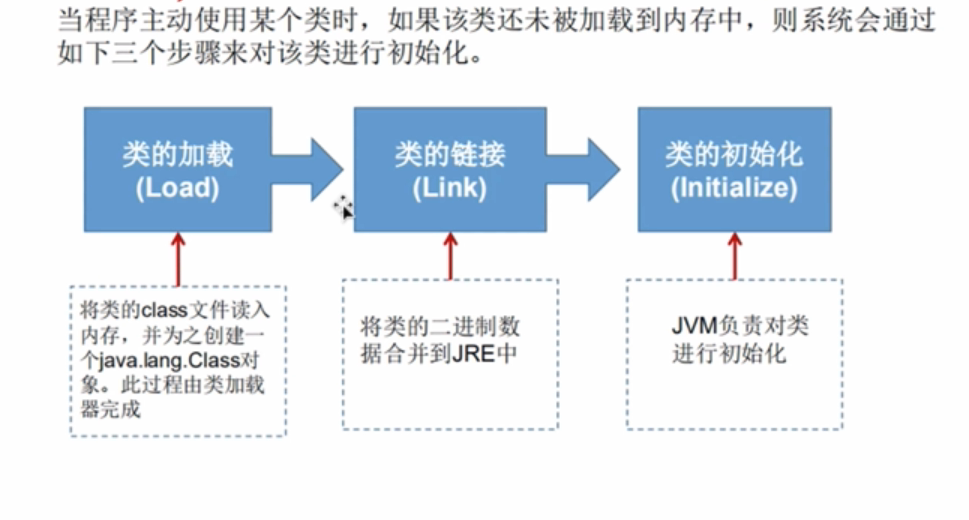 当程序主动使用某个类时，如果该类还未被加载到内存中，则系统会通过
如下三个步骤来对该类进行初始化。
类的加载
(Load)
类的链接
(Link)
类的初始化
(Initialize)
将类的class文件读入
内存，并为之创建一
个java.lang.Class对
象。此过程由类加载
器完成
将类的二进制数
据合并到JRE中
JVM负责对类
进行初始化